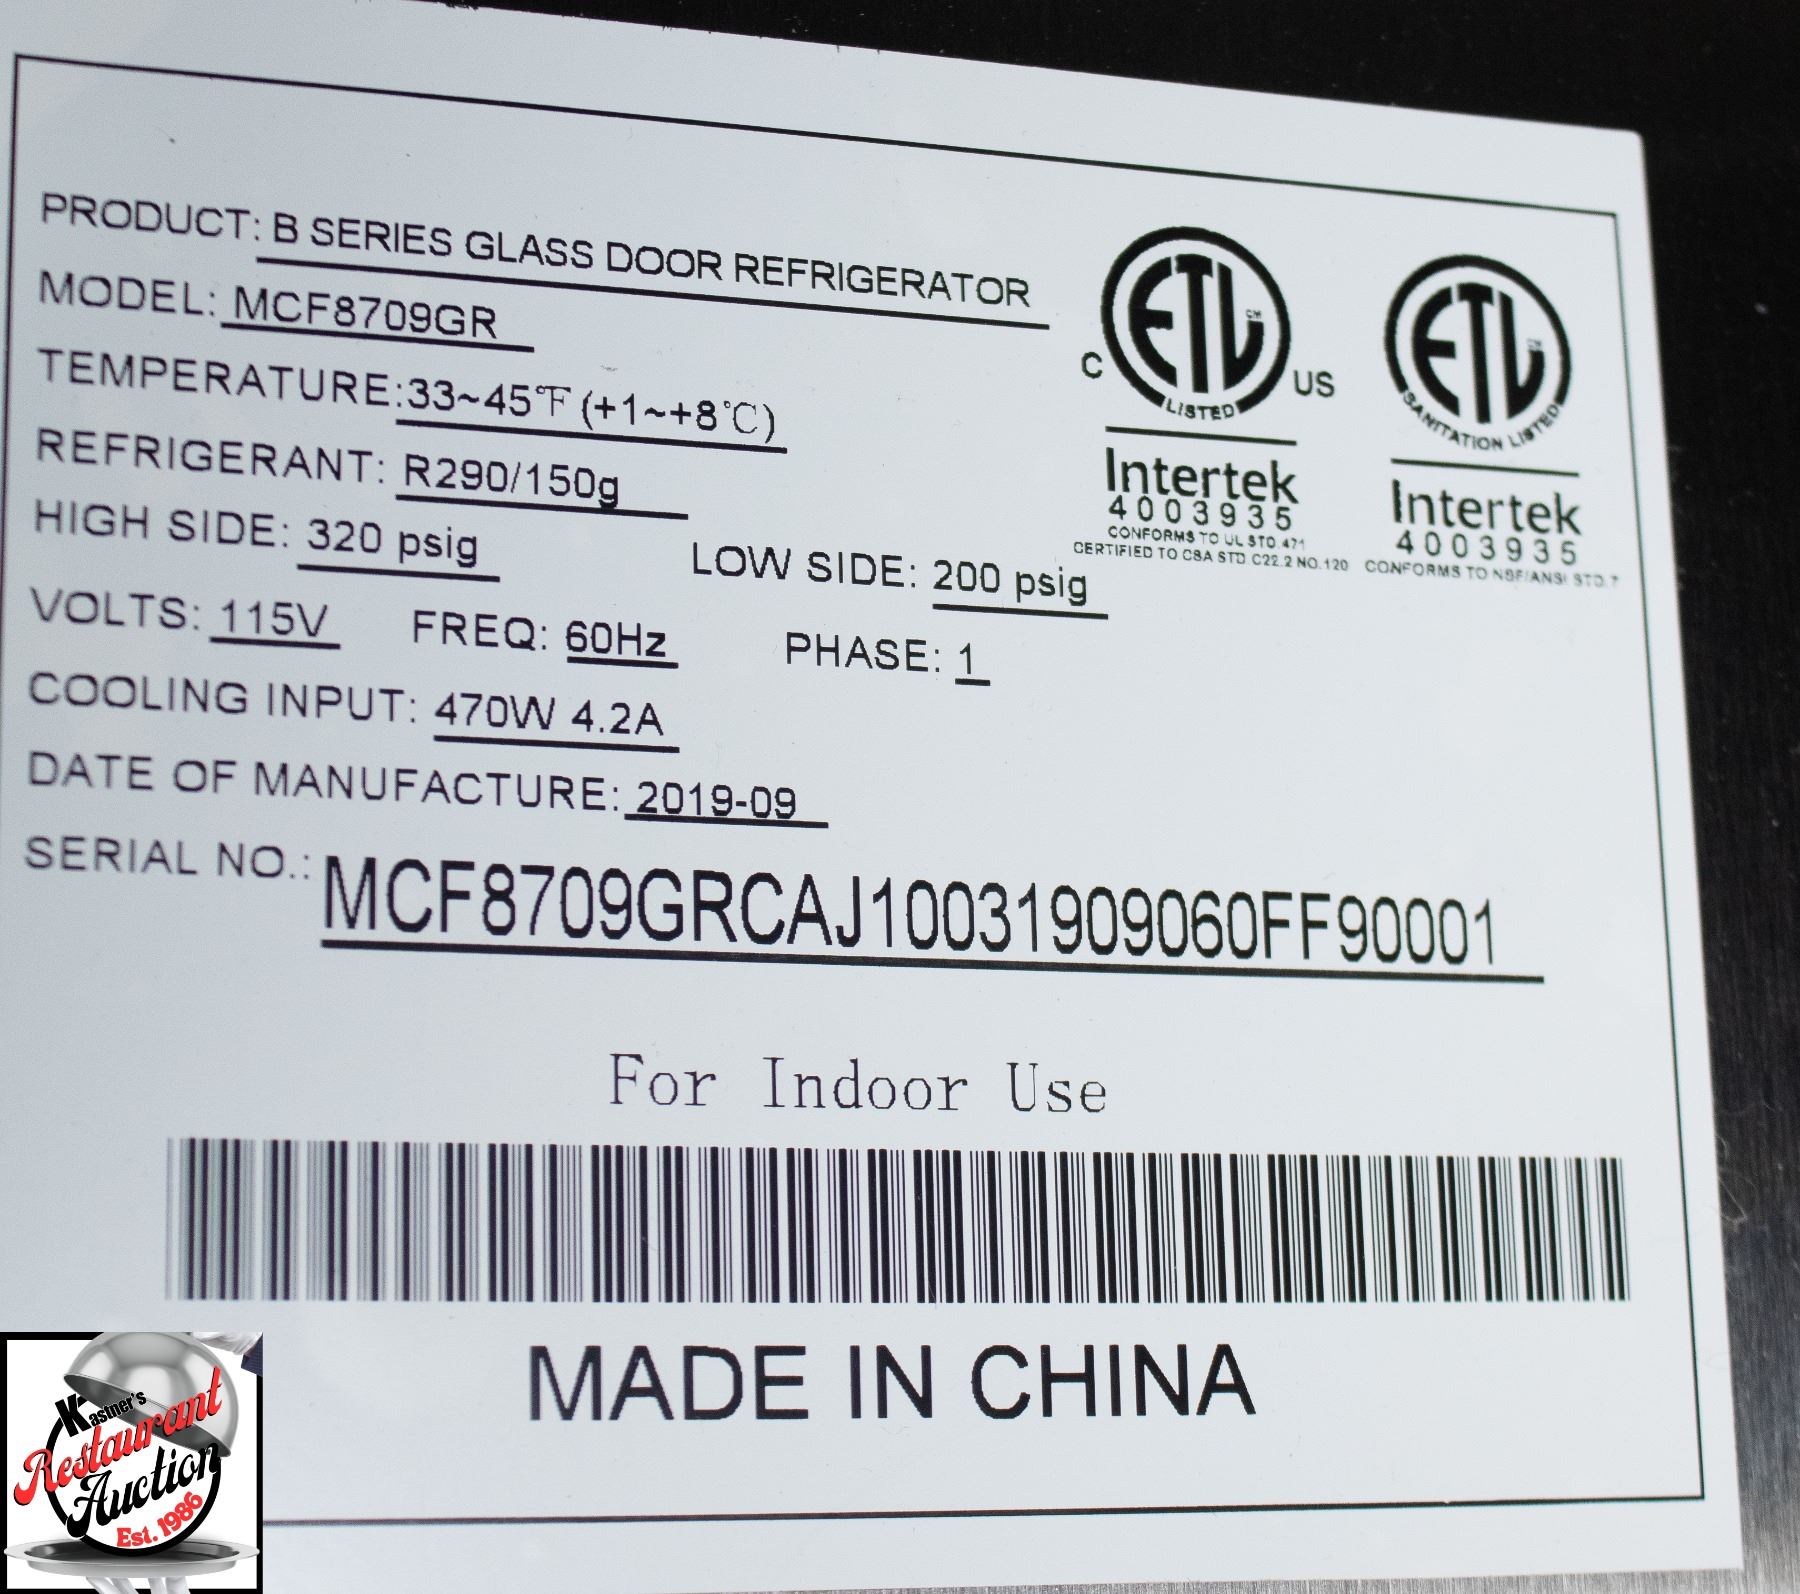 PRODUCT: B SERIES GLASS DOOR REFRIGERATOR
MODEL: MCF8709GR
TEMPERATURE: 33~45℉ (+1~+8℃)
REFRIGERANT: R290/150g
HIGH SIDE: 320 psig LOW SIDE: 200 psig
VOLTS: 115V FREQ: 60Hz PHASE: 1
COOLING INPUT: 470W 4.2A
DATE OF MANUFACTURE: 2019-09
SERIAL NO.: MCF8709GRCAJ10031909060FF90001
C ETL CM US
LISTED
Intertek
4003935
CONFORMS TO UL STD.471
CERTIFIED TO CSA STD C22.2 NO.120
ETL CM
SANITATION LISTED
Intertek
4003935
CONFORMS TO NSF/ANSI STD.7
For Indoor Use
MADE IN CHINA
Kastner's
Restaurant
Auction
Est. 1986